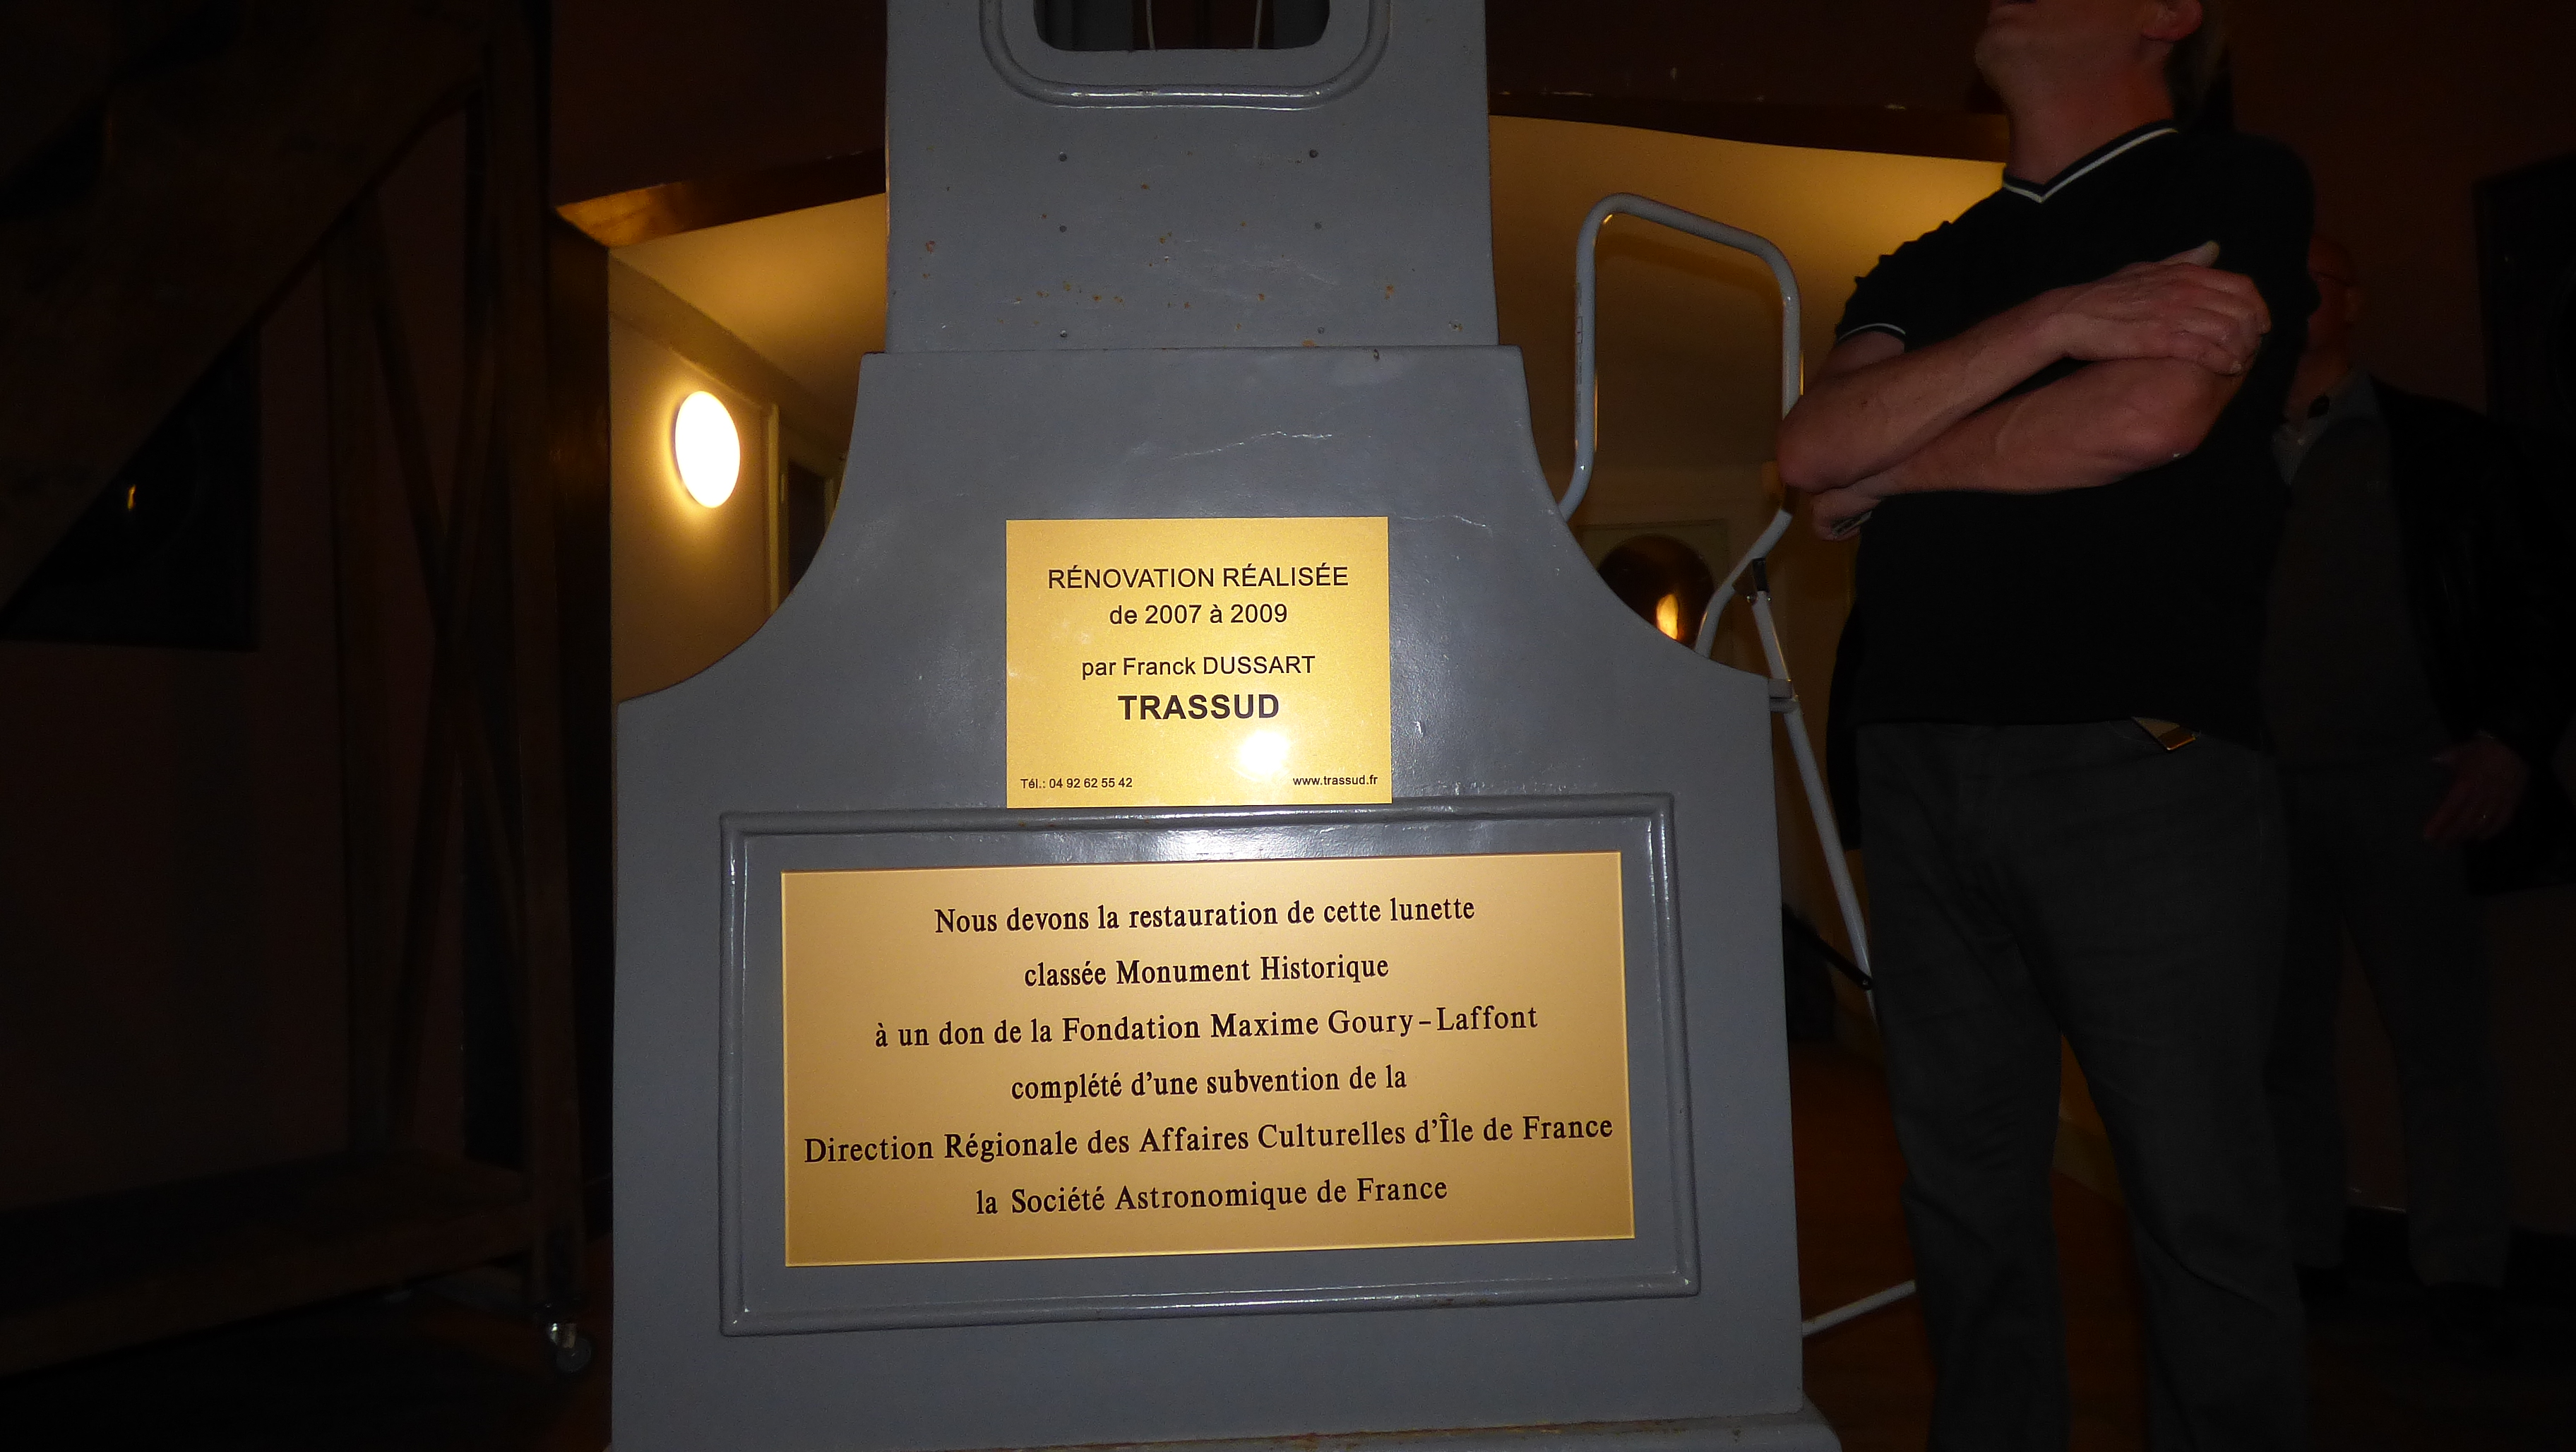 RÉNOVATION RÉALISÉE
de 2007 à 2009
par Franck DUSSART
TRASSUD
Tél.: 04 92 62 55 42 www.trassud.fr
Nous devons la restauration de cette lunette
classée Monument Historique
à un don de la Fondation Maxime Goury-Laffont
complété d'une subvention de la
Direction Régionale des Affaires Culturelles d'Île de France
la Société Astronomique de France